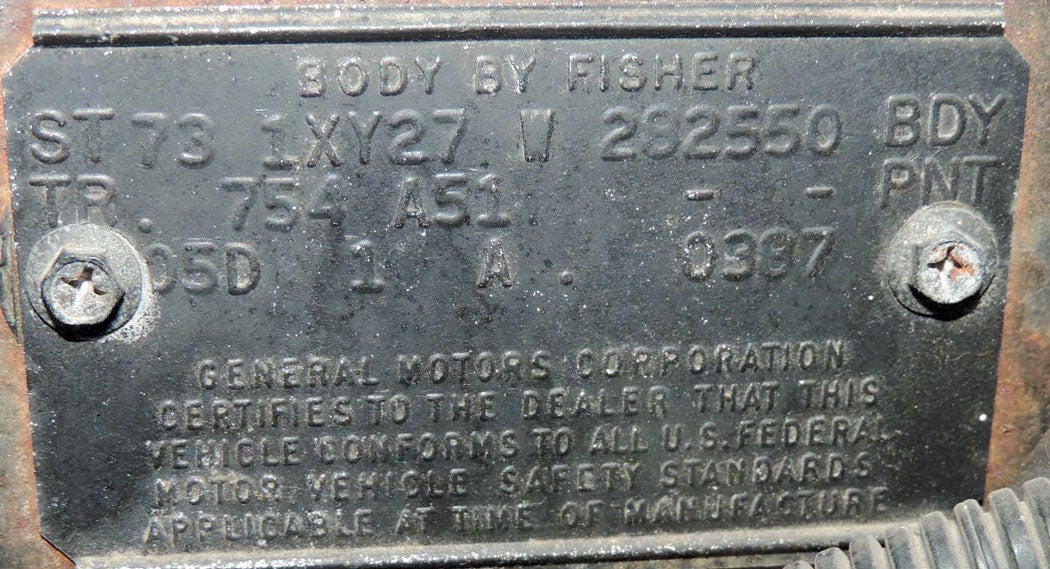 BODY BY FISHER
ST 73 1XY27 W 282550 BDY
TR. 754 A51 - - PNT
05D 1 A . 0337
GENERAL MOTORS CORPORATION
CERTIFIES TO THE DEALER THAT THIS
VEHICLE CONFORMS TO ALL U.S. FEDERAL
MOTOR VEHICLE SAFETY STANDARDS
APPLICABLE AT TIME OF MANUFACTURE